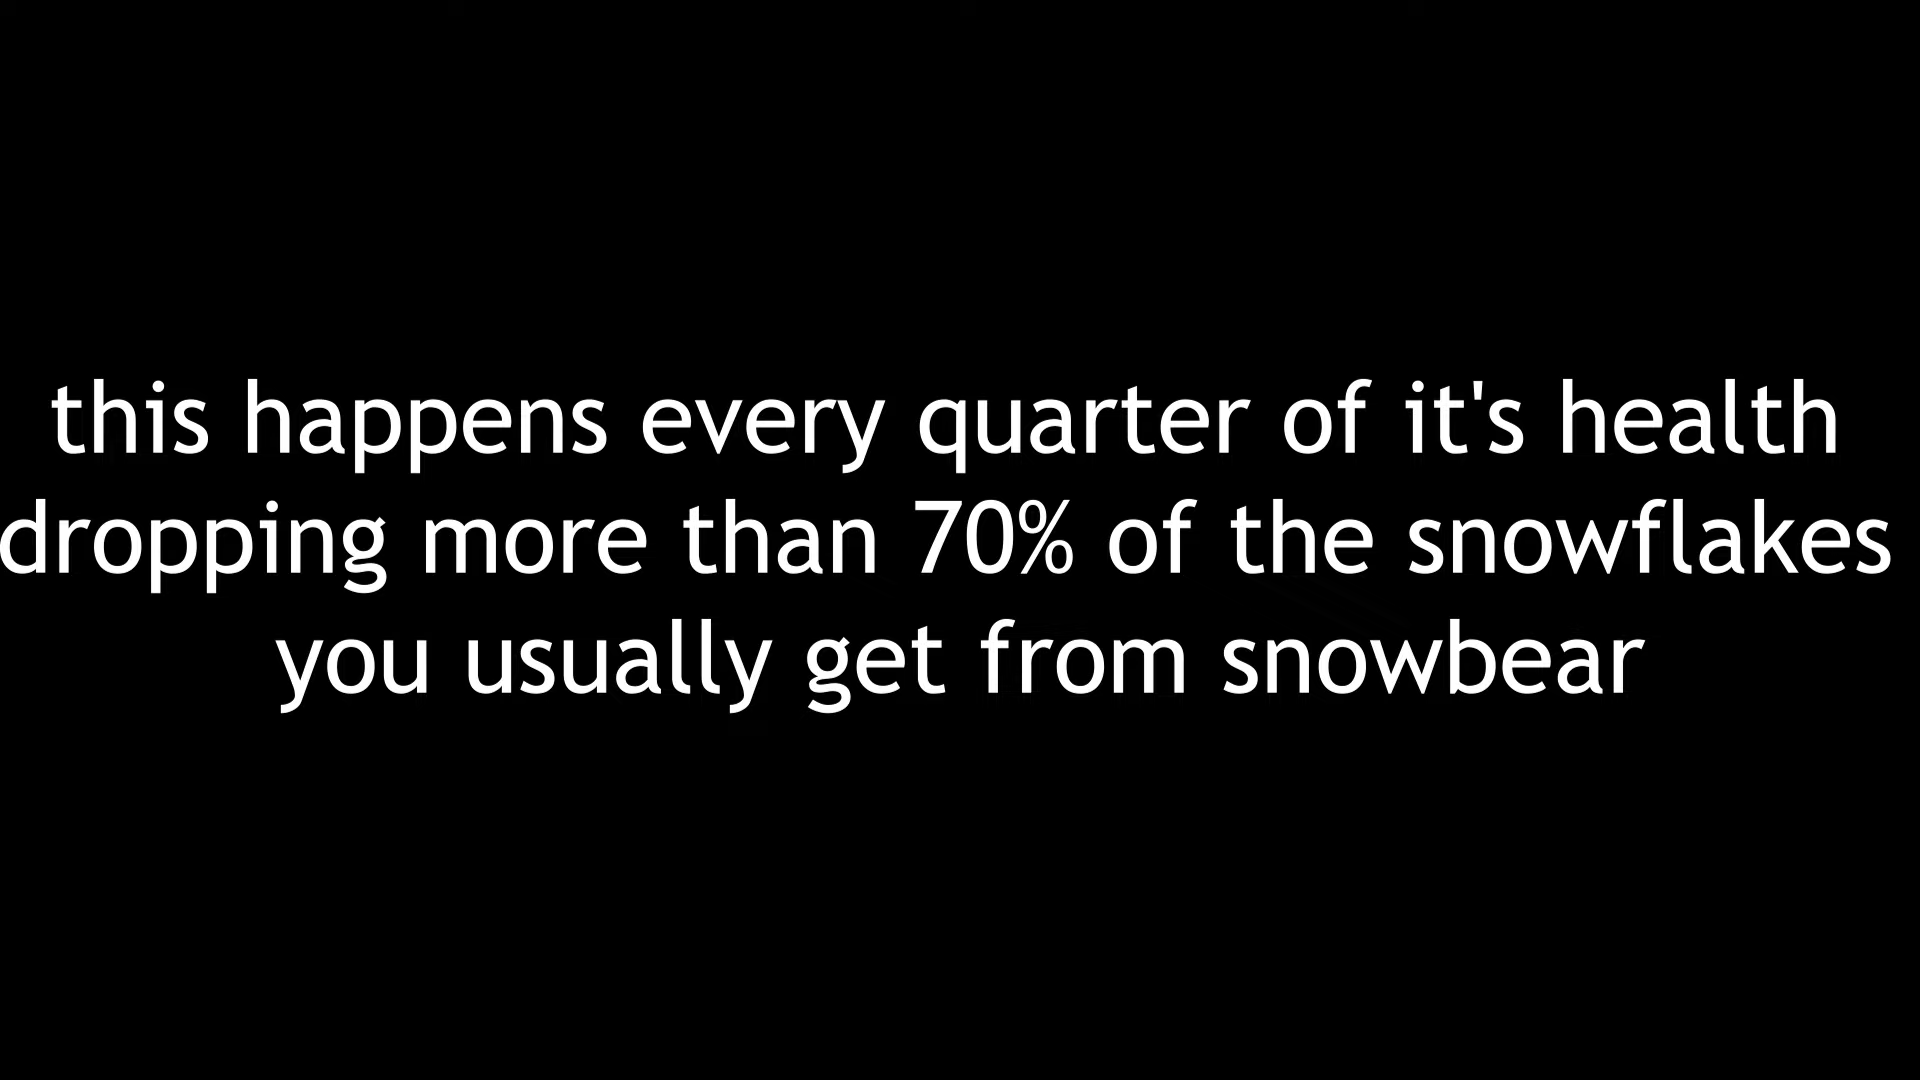 this happens every quarter of it's health
dropping more than 70% of the snowflakes
you usually get from snowbear